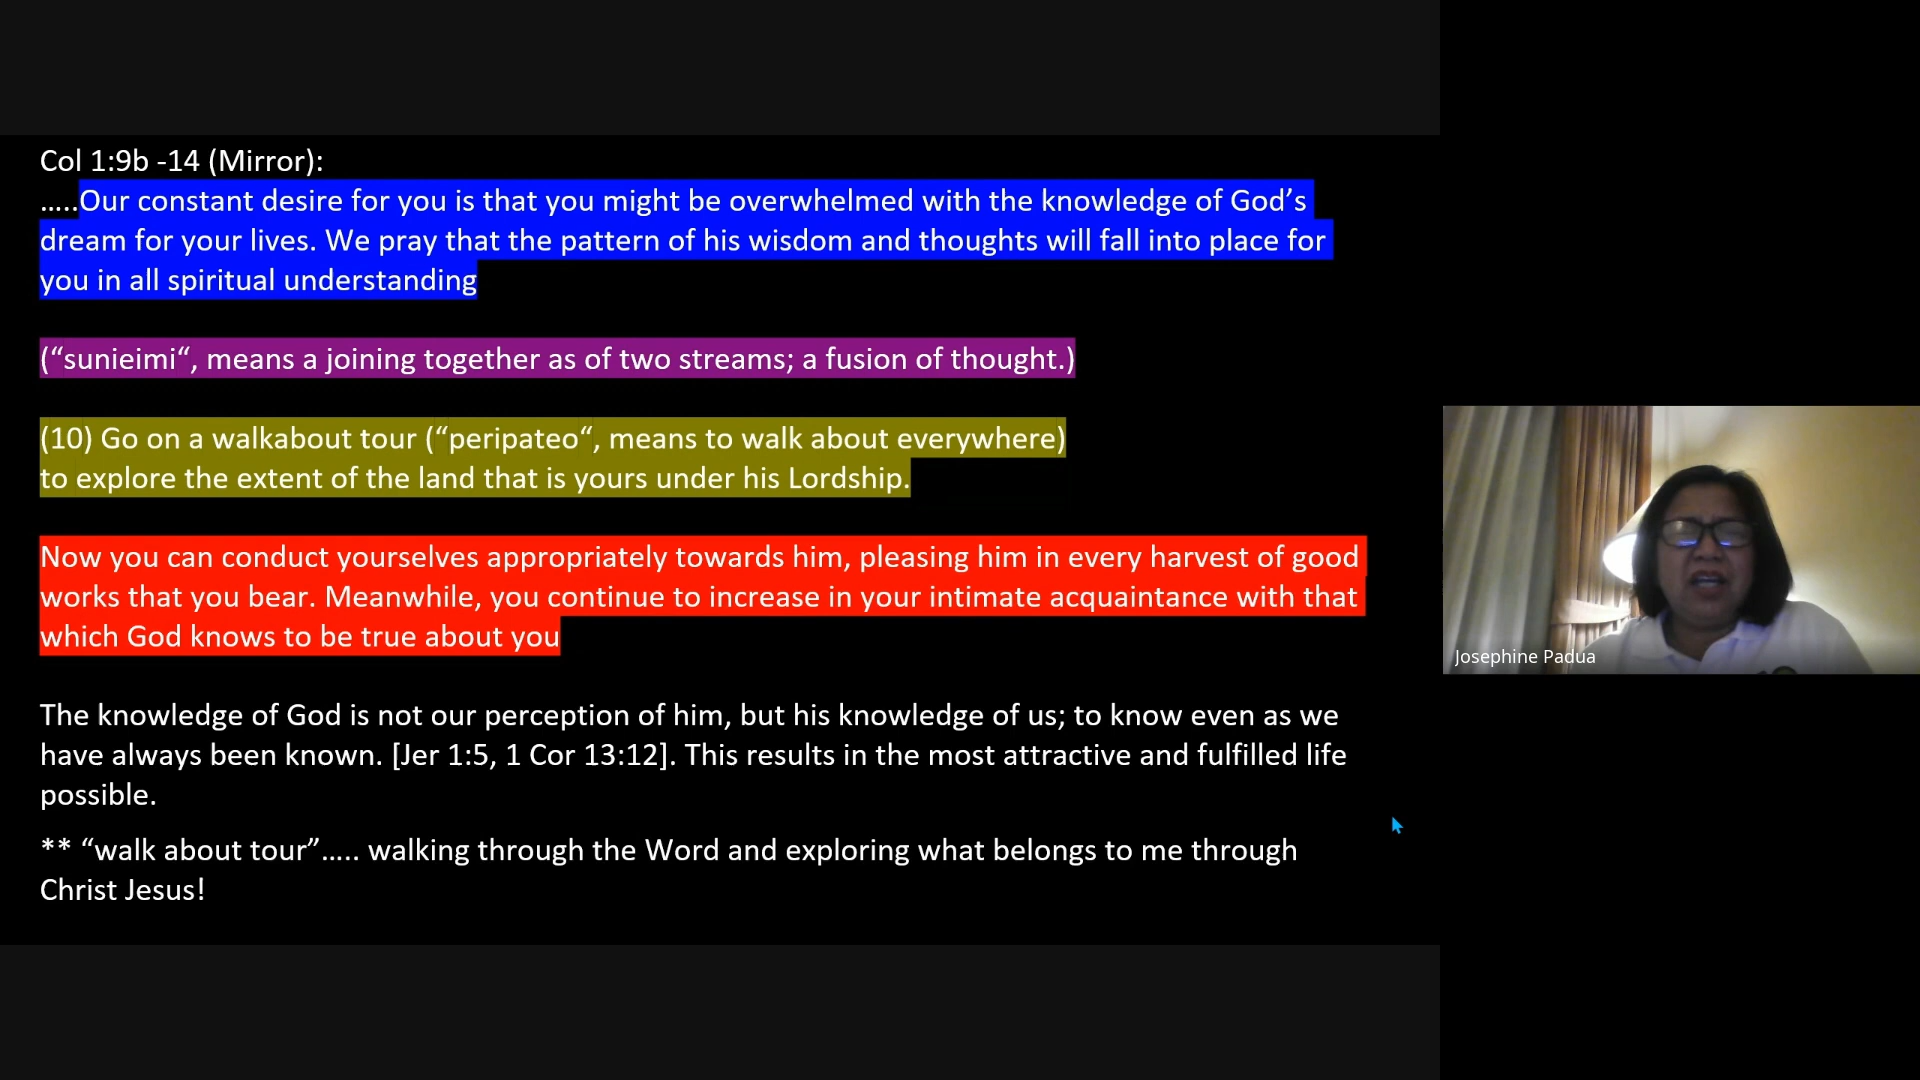 Col 1:9b -14 (Mirror):
…..Our constant desire for you is that you might be overwhelmed with the knowledge of God’s
dream for your lives. We pray that the pattern of his wisdom and thoughts will fall into place for
you in all spiritual understanding
(“sunieimi“, means a joining together as of two streams; a fusion of thought.)
(10) Go on a walkabout tour (“peripateo“, means to walk about everywhere)
to explore the extent of the land that is yours under his Lordship.
Now you can conduct yourselves appropriately towards him, pleasing him in every harvest of good
works that you bear. Meanwhile, you continue to increase in your intimate acquaintance with that
which God knows to be true about you
The knowledge of God is not our perception of him, but his knowledge of us; to know even as we
have always been known. [Jer 1:5, 1 Cor 13:12]. This results in the most attractive and fulfilled life
possible.
** “walk about tour”….. walking through the Word and exploring what belongs to me through
Christ Jesus!
Josephine Padua